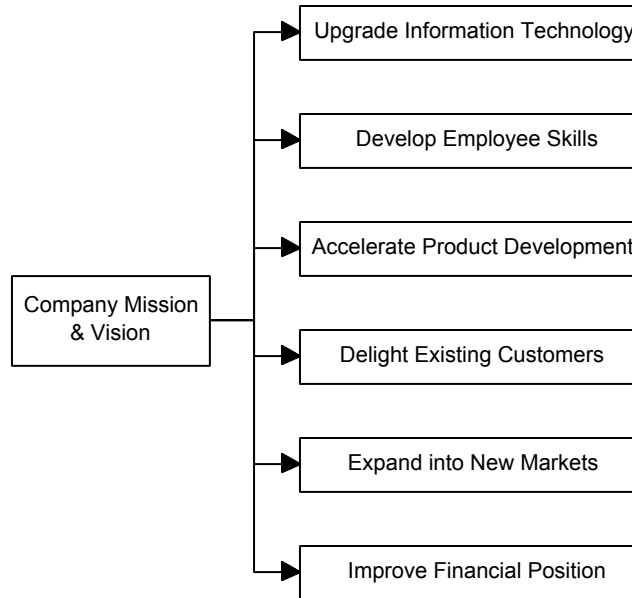 Upgrade Information Technology
Develop Employee Skills
Accelerate Product Development
Company Mission
& Vision
Delight Existing Customers
Expand into New Markets
Improve Financial Position